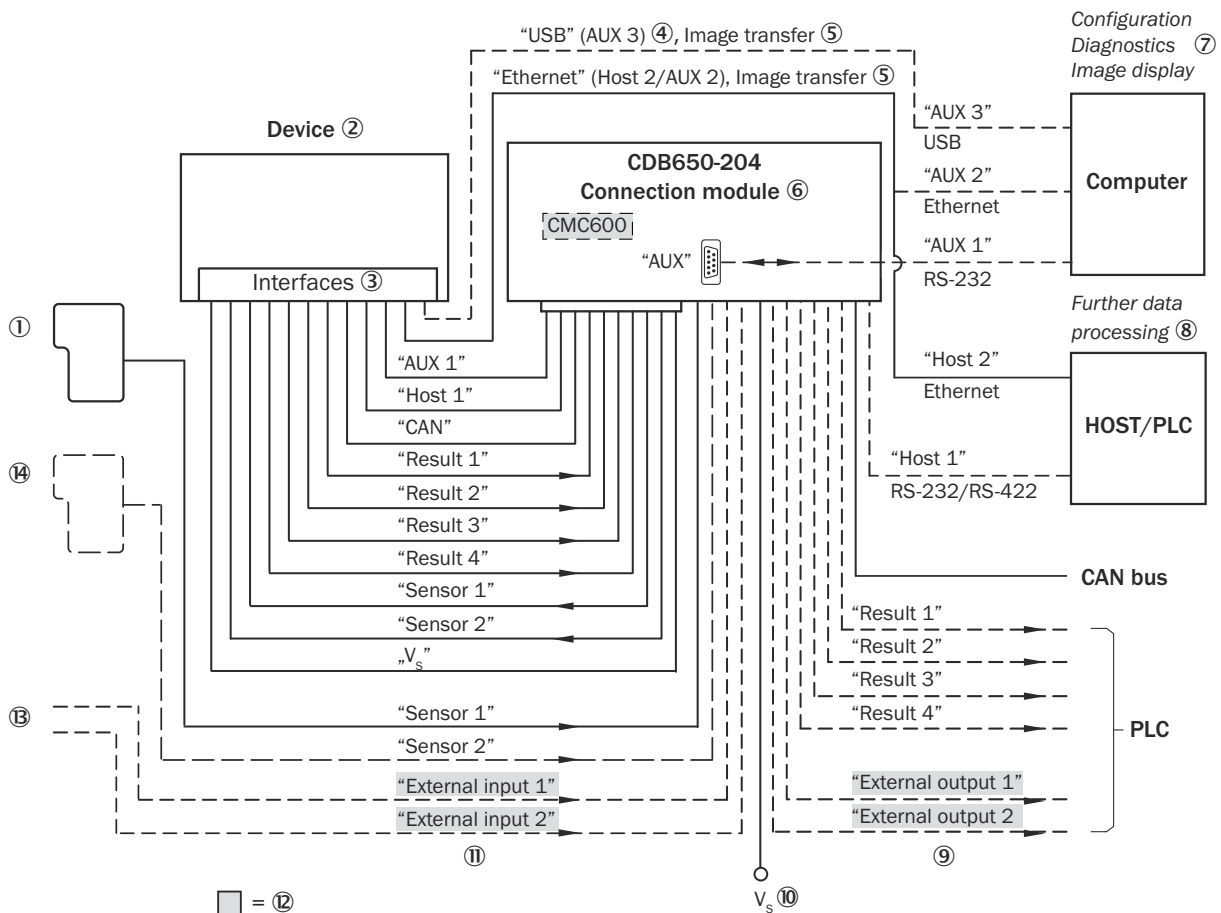 “USB” (AUX 3) ④, Image transfer ⑤
Configuration
Diagnostics ⑦
Image display
“Ethernet” (Host 2/AUX 2), Image transfer ⑤
Device ②
“AUX 3”
USB
CDB650-204
Connection module ⑥
“AUX 2”
Ethernet
Computer
CMC600
“AUX”
“AUX 1”
RS-232
Interfaces ③
Further data
processing ⑧
①
“AUX 1”
“Host 2”
Ethernet
“Host 1”
“CAN”
HOST/PLC
“Result 1”
“Host 1”
RS-232/RS-422
⑭
“Result 2”
“Result 3”
“Result 4”
CAN bus
“Sensor 1”
“Result 1”
“Sensor 2”
“Result 2”
„Vs”
“Result 3”
⑬
“Sensor 1”
“Result 4”
PLC
“Sensor 2”
“External input 1”
“External output 1”
“External input 2”
“External output 2
⑪
⑨
= ⑫
Vs ⑩